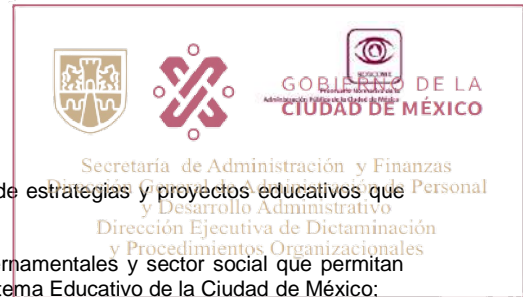 GOBIERNO DE LA
CIUDAD DE MÉXICO
Secretaría de Administración y Finanzas
de estrategias y proyectos educativos que
Dirección General de Administración de Personal
y Desarrollo Administrativo
Dirección Ejecutiva de Dictaminación
y Procedimientos Organizacionales
ernamentales y sector social que permitan
tema Educativo de la Ciudad de México;